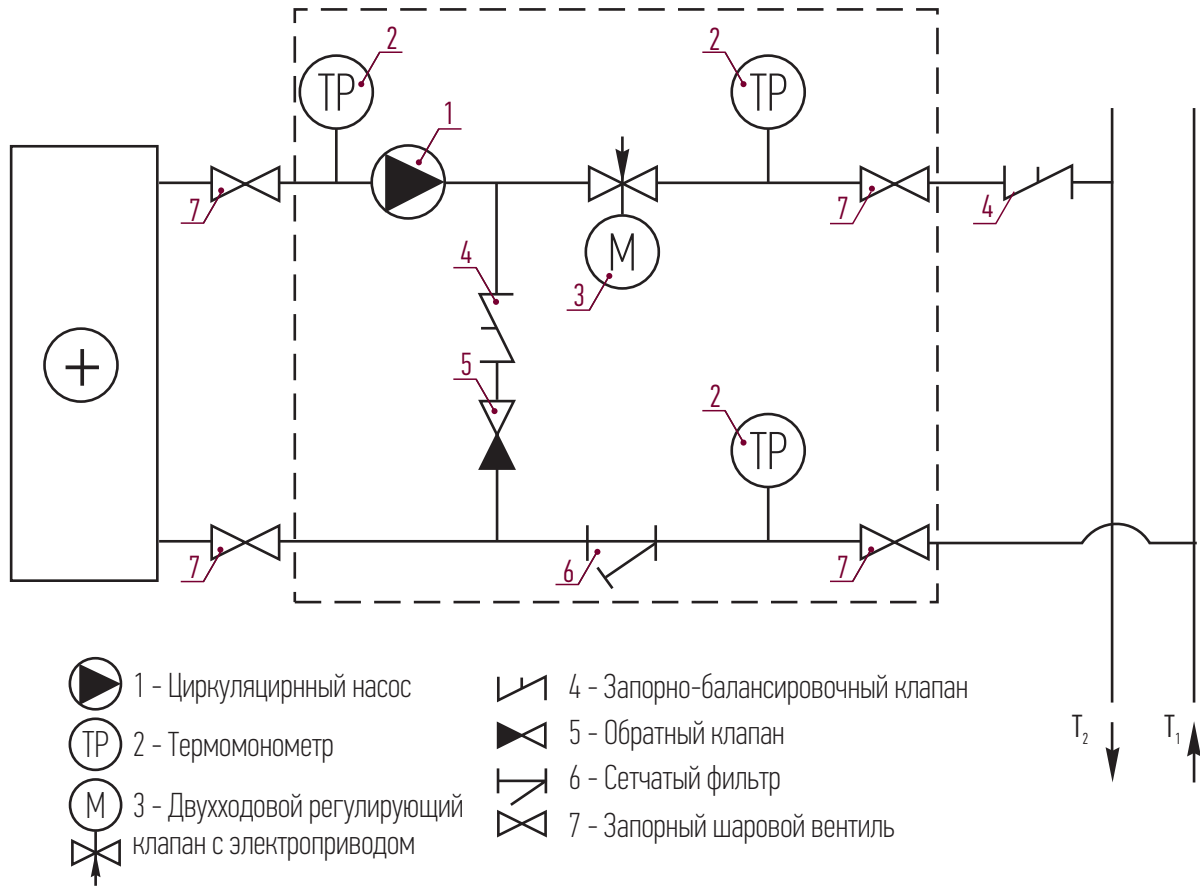 2
2
TP
TP
1
7
7
4
4
M
3
5
2
TP
7
6
7
1 - Циркуляцирнный насос
TP 2 - Термомонометр
M 3 - Двухходовой регулирующий
клапан с электроприводом
4 - Запорно-балансировочный клапан
5 - Обратный клапан
6 - Сетчатый фильтр
7 - Запорный шаровой вентиль
T₂
T₁